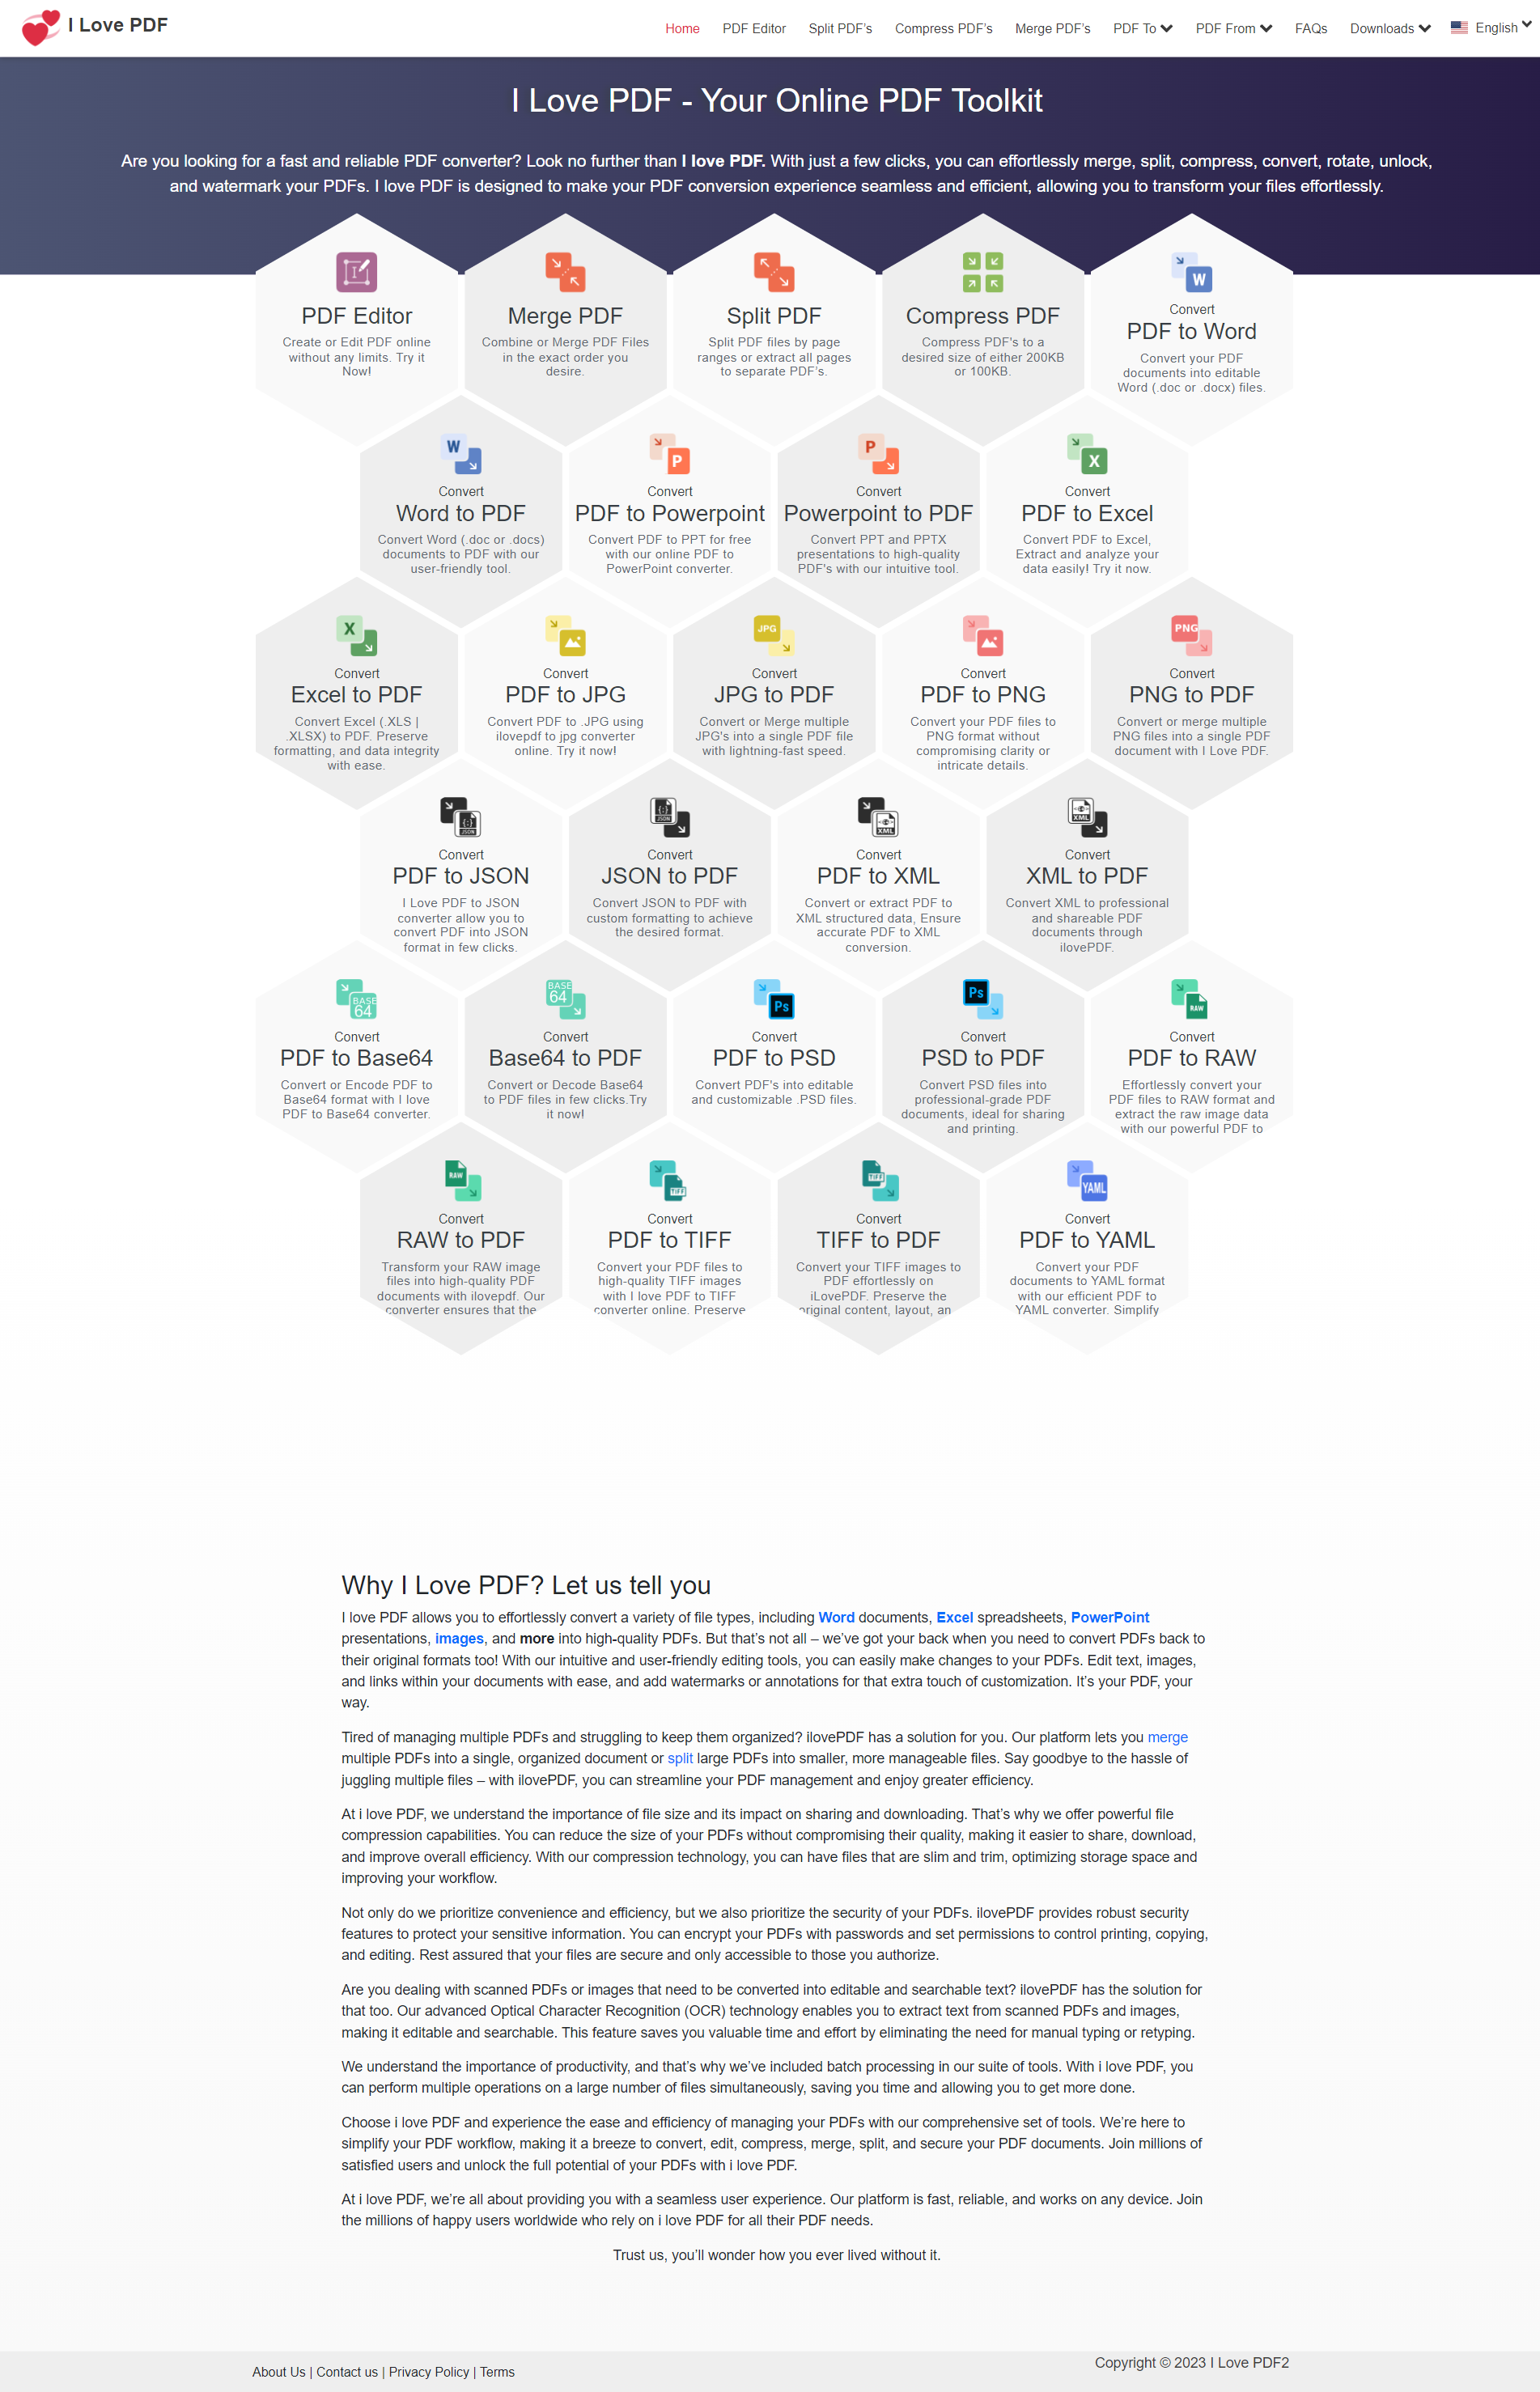 I Love PDF
Home PDF Editor Split PDF's Compress PDF's Merge PDF's PDF To PDF From FAQs Downloads English
I Love PDF - Your Online PDF Toolkit
Are you looking for a fast and reliable PDF converter? Look no further than I love PDF. With just a few clicks, you can effortlessly merge, split, compress, convert, rotate, unlock,
and watermark your PDFs. I love PDF is designed to make your PDF conversion experience seamless and efficient, allowing you to transform your files effortlessly.
PDF Editor
Create or Edit PDF online
without any limits. Try it
Now!
Merge PDF
Combine or Merge PDF Files
in the exact order you
desire.
Split PDF
Split PDF files by page
ranges or extract all pages
to separate PDF's.
Compress PDF
Compress PDF's to a
desired size of either 200KB
or 100KB.
W
Convert
PDF to Word
Convert your PDF
documents into editable
Word (.doc or .docx) files.
W
Convert
Word to PDF
Convert Word (.doc or .docs)
documents to PDF with our
user-friendly tool.
P
Convert
PDF to Powerpoint
Convert PDF to PPT for free
with our online PDF to
PowerPoint converter.
P
Convert
Powerpoint to PDF
Convert PPT and PPTX
presentations to high-quality
PDF's with our intuitive tool.
X
Convert
PDF to Excel
Convert PDF to Excel,
Extract and analyze your
data easily! Try it now.
X
Convert
Excel to PDF
Convert Excel (.XLS |
.XLSX) to PDF. Preserve
formatting, and data integrity
with ease.
Convert
PDF to JPG
Convert PDF to .JPG using
ilovepdf to jpg converter
online. Try it now!
JPG
Convert
JPG to PDF
Convert or Merge multiple
JPG's into a single PDF file
with lightning-fast speed.
Convert
PDF to PNG
Convert your PDF files to
PNG format without
compromising clarity or
intricate details.
PNG
Convert
PNG to PDF
Convert or merge multiple
PNG files into a single PDF
document with I Love PDF.
JSON
Convert
PDF to JSON
I Love PDF to JSON
converter allow you to
convert PDF into JSON
format in few clicks.
JSON
Convert
JSON to PDF
Convert JSON to PDF with
custom formatting to achieve
the desired format.
XML
Convert
PDF to XML
Convert or extract PDF to
XML structured data, Ensure
accurate PDF to XML
conversion.
XML
Convert
XML to PDF
Convert XML to professional
and shareable PDF
documents through
ilovePDF.
BASE
64
Convert
PDF to Base64
Convert or Encode PDF to
Base64 format with I love
PDF to Base64 converter.
BASE
64
Convert
Base64 to PDF
Convert or Decode Base64
to PDF files in few clicks.Try
it now!
Ps
Convert
PDF to PSD
Convert PDF's into editable
and customizable .PSD files.
Ps
Convert
PSD to PDF
Convert PSD files into
professional-grade PDF
documents, ideal for sharing
and printing.
RAW
Convert
PDF to RAW
Effortlessly convert your
PDF files to RAW format and
extract the raw image data
with our powerful PDF to
RAW
Convert
RAW to PDF
Transform your RAW image
files into high-quality PDF
documents with ilovepdf. Our
converter ensures that the
TIFF
Convert
PDF to TIFF
Convert your PDF files to
high-quality TIFF images
with I love PDF to TIFF
converter online. Preserve
TIFF
Convert
TIFF to PDF
Convert your TIFF images to
PDF effortlessly on
iLovePDF. Preserve the
original content, layout, an
YAML
Convert
PDF to YAML
Convert your PDF
documents to YAML format
with our efficient PDF to
YAML converter. Simplify
Why I Love PDF? Let us tell you
I love PDF allows you to effortlessly convert a variety of file types, including Word documents, Excel spreadsheets, PowerPoint
presentations, images, and more into high-quality PDFs. But that's not all – we've got your back when you need to convert PDFs back to
their original formats too! With our intuitive and user-friendly editing tools, you can easily make changes to your PDFs. Edit text, images,
and links within your documents with ease, and add watermarks or annotations for that extra touch of customization. It's your PDF, your
way.
Tired of managing multiple PDFs and struggling to keep them organized? ilovePDF has a solution for you. Our platform lets you merge
multiple PDFs into a single, organized document or split large PDFs into smaller, more manageable files. Say goodbye to the hassle of
juggling multiple files – with ilovePDF, you can streamline your PDF management and enjoy greater efficiency.
At i love PDF, we understand the importance of file size and its impact on sharing and downloading. That's why we offer powerful file
compression capabilities. You can reduce the size of your PDFs without compromising their quality, making it easier to share, download,
and improve overall efficiency. With our compression technology, you can have files that are slim and trim, optimizing storage space and
improving your workflow.
Not only do we prioritize convenience and efficiency, but we also prioritize the security of your PDFs. ilovePDF provides robust security
features to protect your sensitive information. You can encrypt your PDFs with passwords and set permissions to control printing, copying,
and editing. Rest assured that your files are secure and only accessible to those you authorize.
Are you dealing with scanned PDFs or images that need to be converted into editable and searchable text? ilovePDF has the solution for
that too. Our advanced Optical Character Recognition (OCR) technology enables you to extract text from scanned PDFs and images,
making it editable and searchable. This feature saves you valuable time and effort by eliminating the need for manual typing or retyping.
We understand the importance of productivity, and that's why we've included batch processing in our suite of tools. With i love PDF, you
can perform multiple operations on a large number of files simultaneously, saving you time and allowing you to get more done.
Choose i love PDF and experience the ease and efficiency of managing your PDFs with our comprehensive set of tools. We're here to
simplify your PDF workflow, making it a breeze to convert, edit, compress, merge, split, and secure your PDF documents. Join millions of
satisfied users and unlock the full potential of your PDFs with i love PDF.
At i love PDF, we're all about providing you with a seamless user experience. Our platform is fast, reliable, and works on any device. Join
the millions of happy users worldwide who rely on i love PDF for all their PDF needs.
Trust us, you'll wonder how you ever lived without it.
About Us | Contact us | Privacy Policy | Terms
Copyright © 2023 I Love PDF2